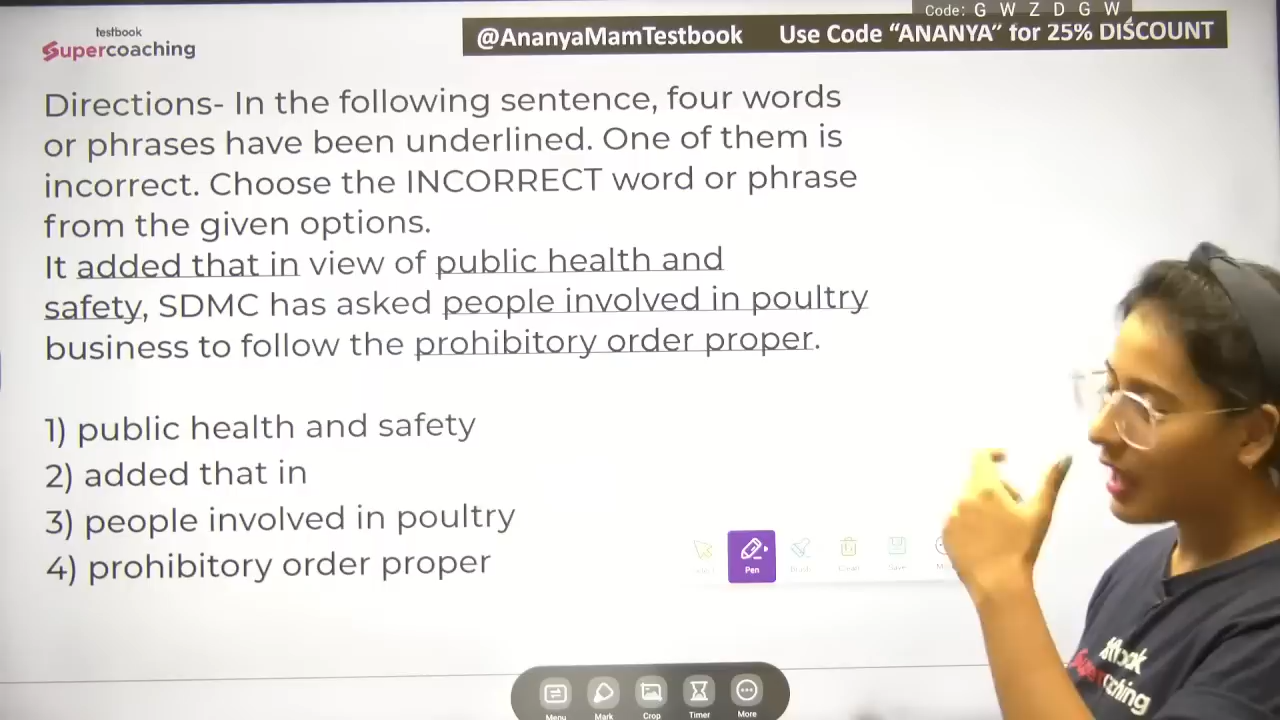 Code: G W Z D G W
testbook
Supercoaching
@AnanyaMamTestbook Use Code “ANANYA” for 25% DISCOUNT
Directions- In the following sentence, four words
or phrases have been underlined. One of them is
incorrect. Choose the INCORRECT word or phrase
from the given options.
It added that in view of public health and
safety, SDMC has asked people involved in poultry
business to follow the prohibitory order proper.
1) public health and safety
2) added that in
3) people involved in poultry
4) prohibitory order proper
Pen
Menu Mark Crop Timer More